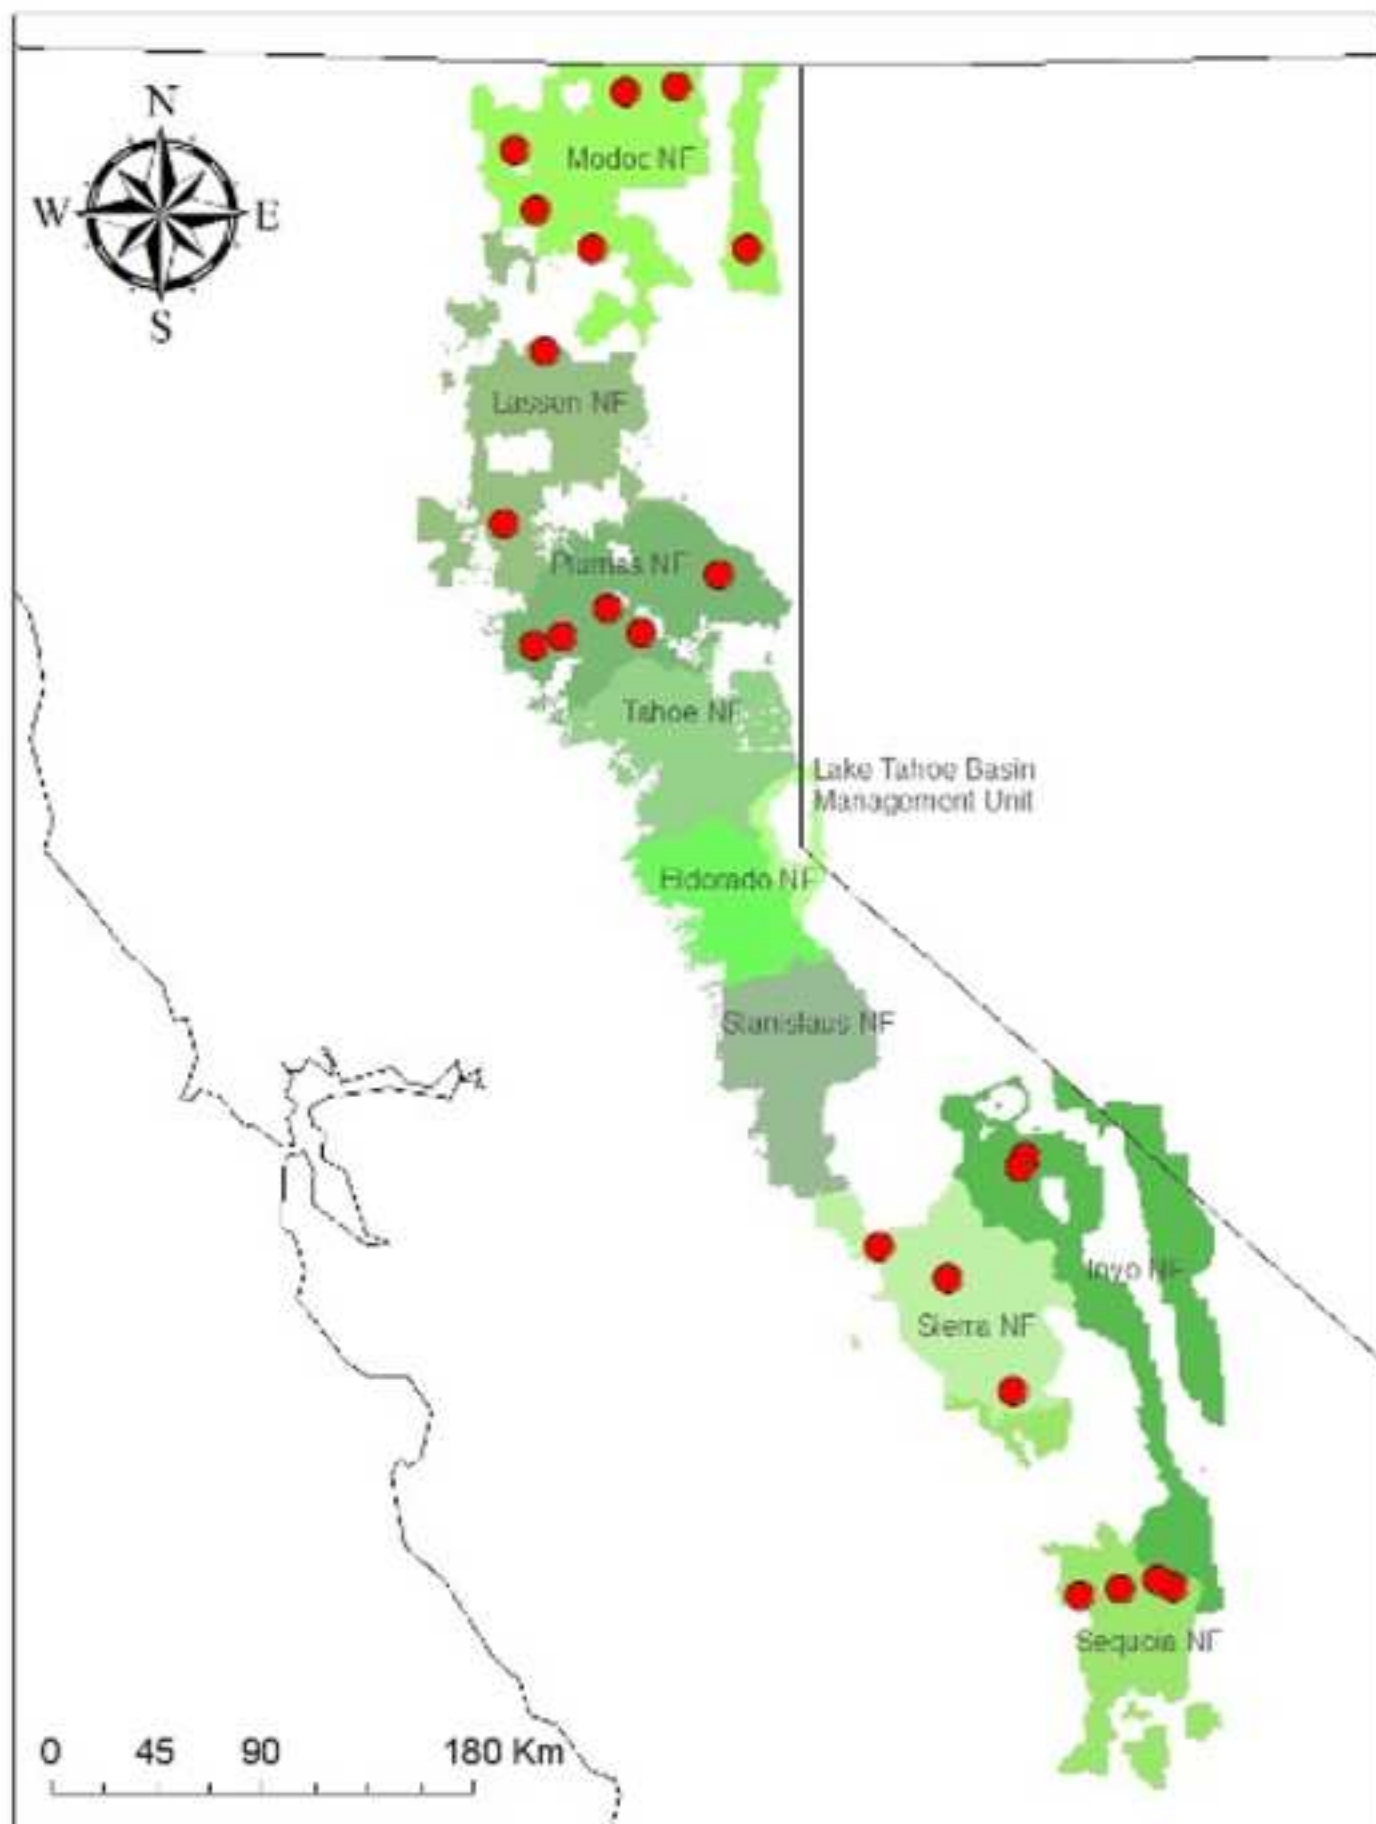 N
W E
S
Modoc NF
Lassen NF
Plumas NF
Tahoe NF
Lake Tahoe Basin
Management Unit
Eldorado NF
Stanislaus NF
Inyo NF
Sierra NF
Sequoia NF
0 45 90 180 Km